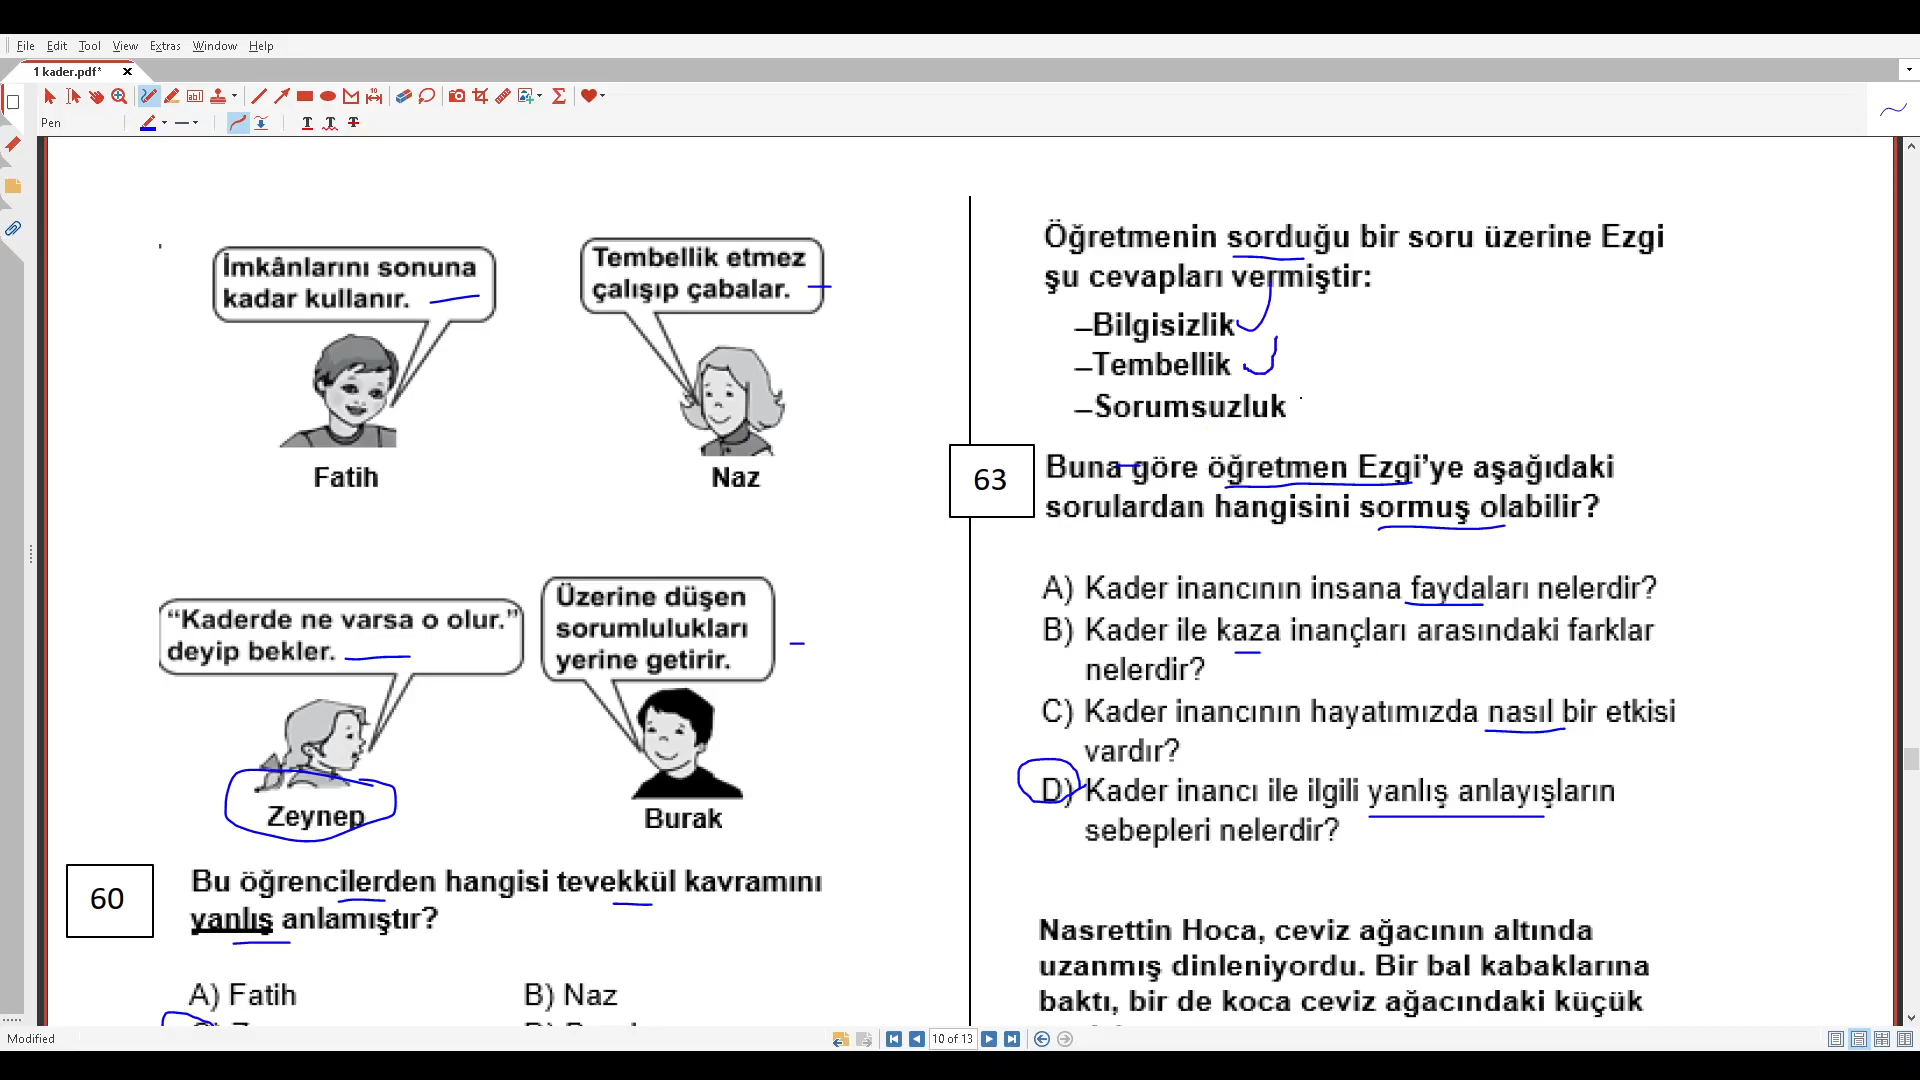 File Edit Tool View Extras Window Help
1 kader.pdf*
Pen
İmkânlarını sonuna
kadar kullanır.
Fatih
Tembellik etmez
çalışıp çabalar.
Naz
"Kaderde ne varsa o olur."
deyip bekler.
Zeynep
Üzerine düşen
sorumlulukları
yerine getirir.
Burak
60
Bu öğrencilerden hangisi tevekkül kavramını
yanlış anlamıştır?
A) Fatih
B) Naz
Öğretmenin sorduğu bir soru üzerine Ezgi
şu cevapları vermiştir:
–Bilgisizlik
–Tembellik
–Sorumsuzluk
63
Buna göre öğretmen Ezgi'ye aşağıdaki
sorulardan hangisini sormuş olabilir?
A) Kader inancının insana faydaları nelerdir?
B) Kader ile kaza inançları arasındaki farklar
nelerdir?
C) Kader inancının hayatımızda nasıl bir etkisi
vardır?
D) Kader inancı ile ilgili yanlış anlayışların
sebepleri nelerdir?
Nasrettin Hoca, ceviz ağacının altında
uzanmış dinleniyordu. Bir bal kabaklarına
baktı, bir de koca ceviz ağacındaki küçük
Modified
10 of 13